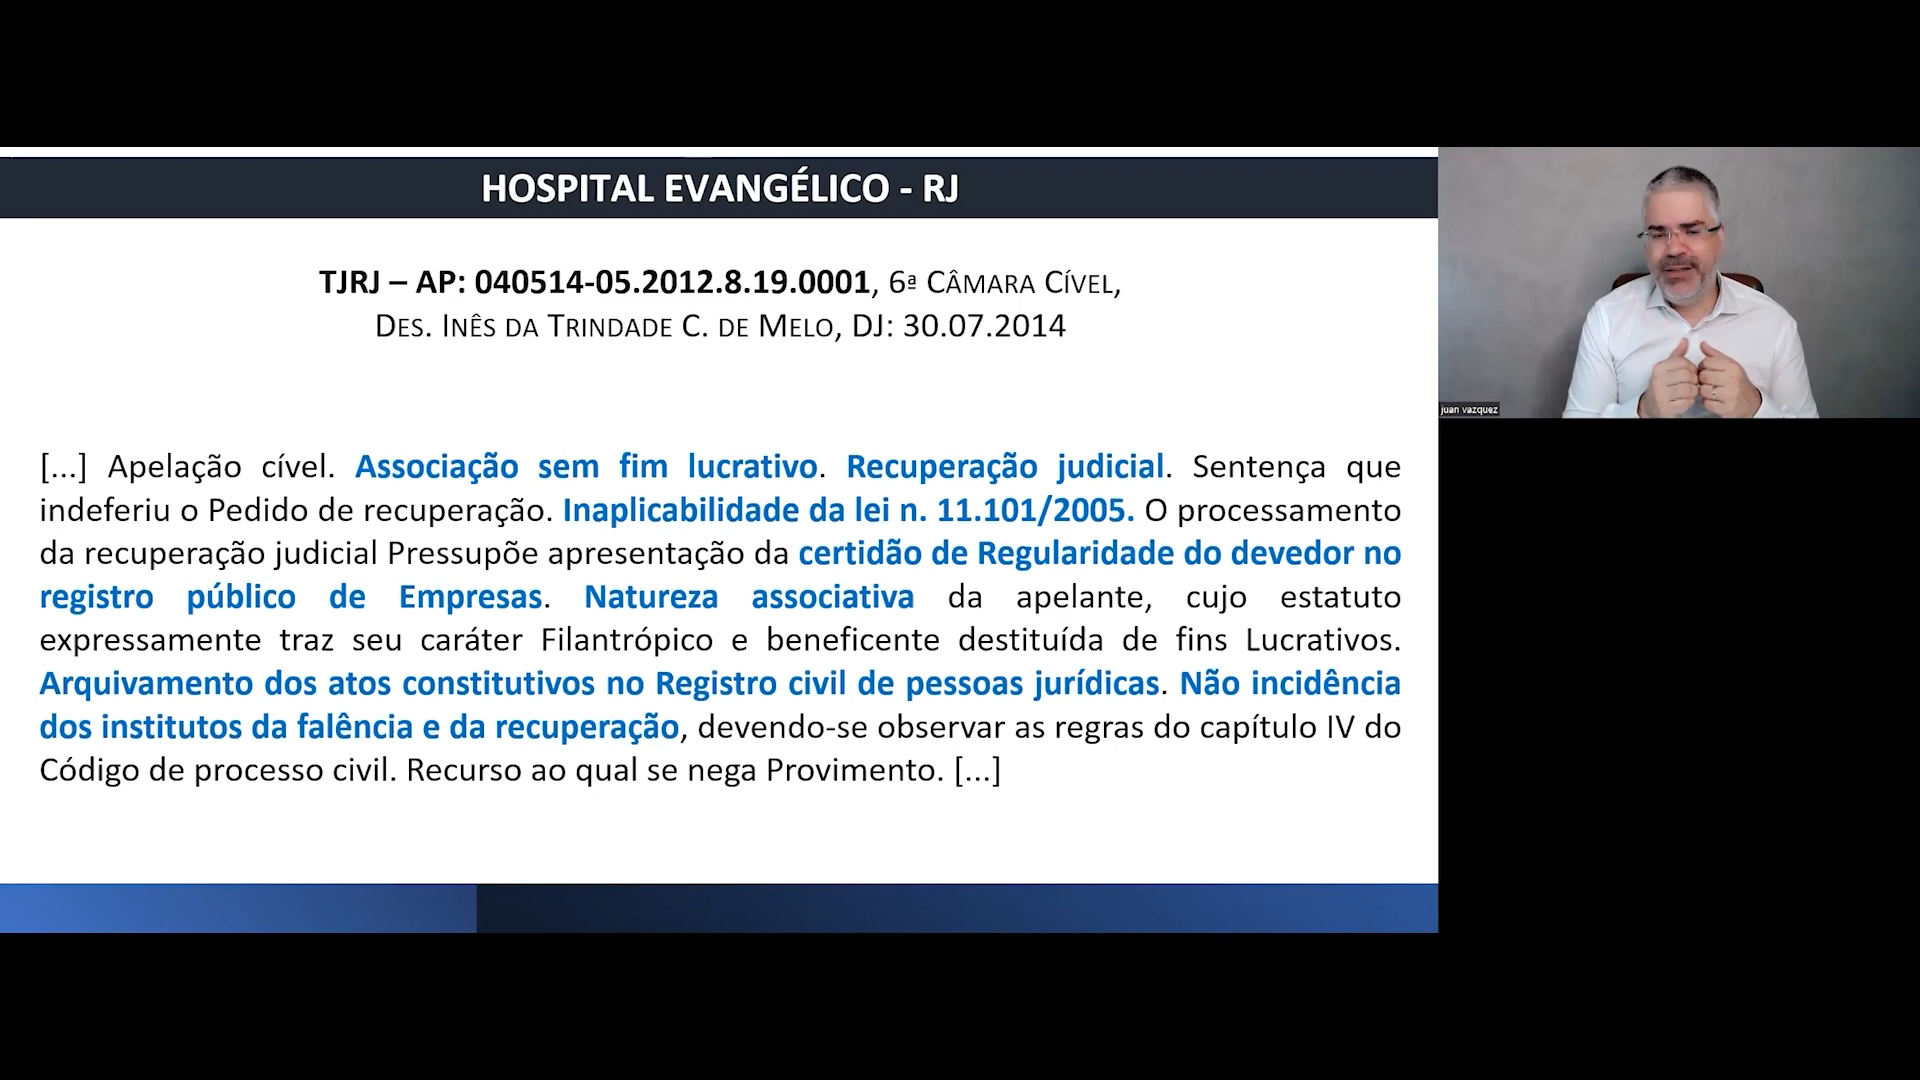 HOSPITAL EVANGÉLICO - RJ
TJRJ – AP: 040514-05.2012.8.19.0001, 6ª CÂMARA CÍVEL,
DES. INÊS DA TRINDADE C. DE MELO, DJ: 30.07.2014
juan vazquez
[...] Apelação cível. Associação sem fim lucrativo. Recuperação judicial. Sentença que
indeferiu o Pedido de recuperação. Inaplicabilidade da lei n. 11.101/2005. O processamento
da recuperação judicial Pressupõe apresentação da certidão de Regularidade do devedor no
registro público de Empresas. Natureza associativa da apelante, cujo estatuto
expressamente traz seu caráter Filantrópico e beneficente destituída de fins Lucrativos.
Arquivamento dos atos constitutivos no Registro civil de pessoas jurídicas. Não incidência
dos institutos da falência e da recuperação, devendo-se observar as regras do capítulo IV do
Código de processo civil. Recurso ao qual se nega Provimento. [...]